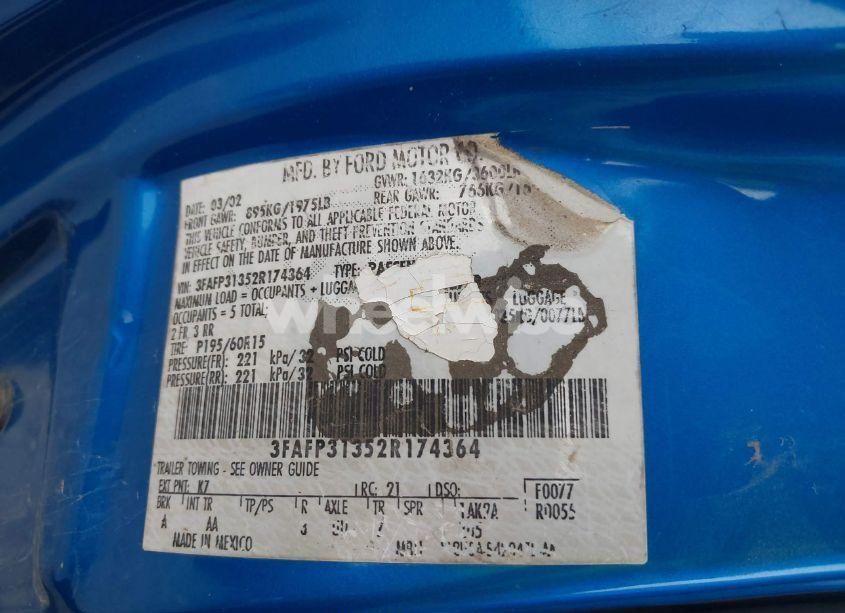 MFD. BY FORD MOTOR CO.
DATE: 03/02 GVWR: 1632KG/3600LB
FRONT GAWR: 895KG/1975LB REAR GAWR: 765KG/
THIS VEHICLE CONFORMS TO ALL APPLICABLE FEDERAL MOTOR
VEHICLE SAFETY, BUMPER, AND THEFT PREVENTION STANDARDS
IN EFFECT ON THE DATE OF MANUFACTURE SHOWN ABOVE.
VIN: 3FAFP31352R174364 TYPE: PASSEN
MAXIMUM LOAD = OCCUPANTS + LUGGAGE
OCCUPANTS = 5 TOTAL; LUGGAGE
2 FR, 3 RR
TIRE: P195/60R15
PRESSURE(FR) 221 kPa/32 PSI COLD
PRESSURE(RR) 221 kPa/32 PSI COLD
3FAFP31352R174364
TRAILER TOWING - SEE OWNER GUIDE
EXT PNT: K7 RC: 21 DSO: F0077
BRK INT TR TP/PS R AXLE TR SPR R0055
A AA
MADE IN MEXICO